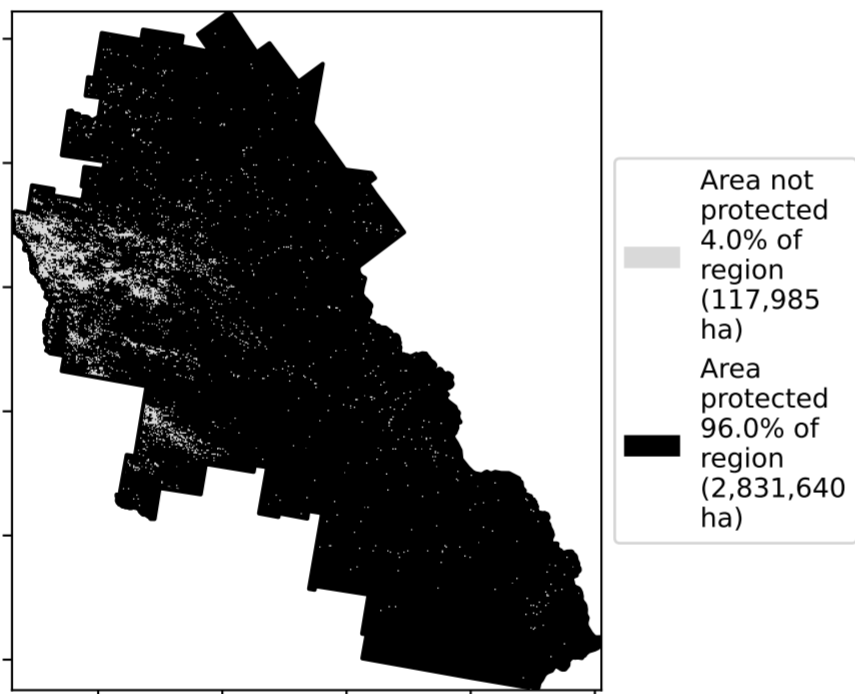 Area not
protected
4.0% of
region
(117,985
ha)
Area
protected
96.0% of
region
(2,831,640
ha)